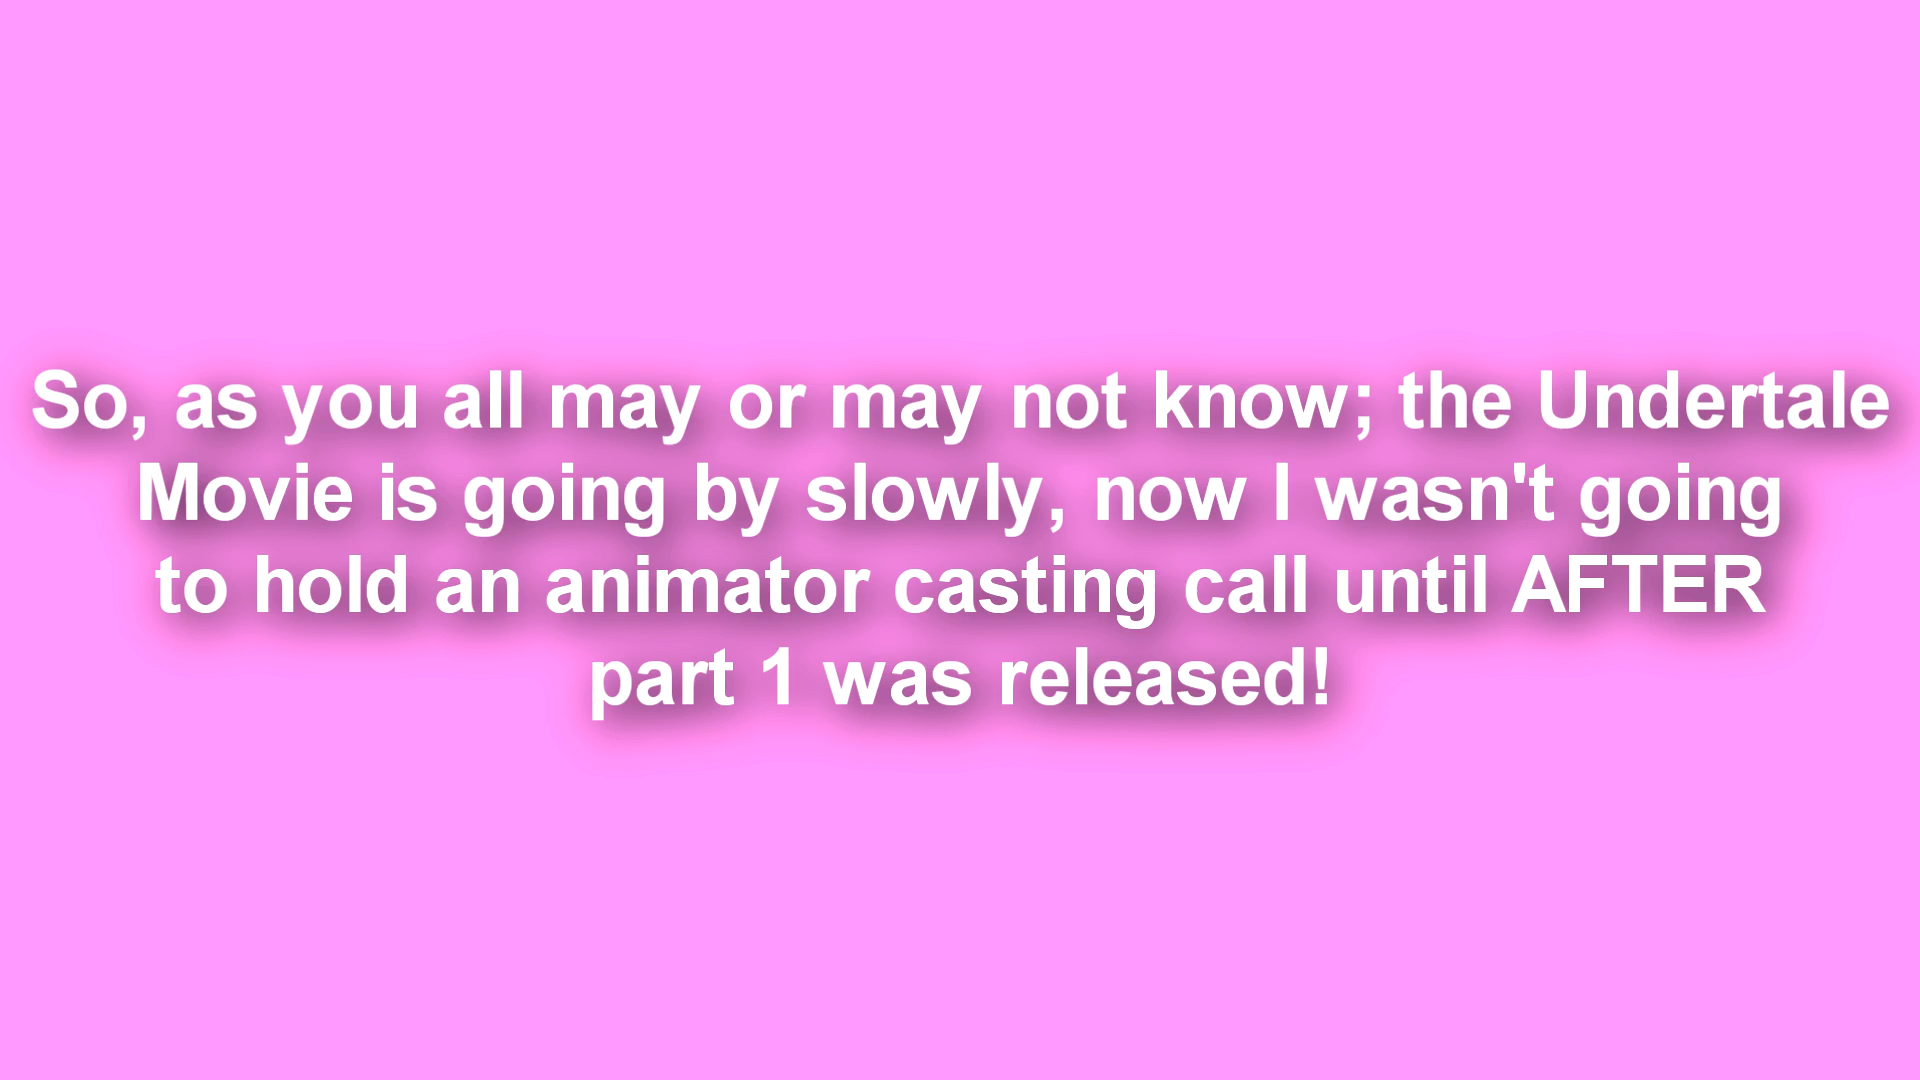 So, as you all may or may not know; the Undertale
Movie is going by slowly, now I wasn't going
to hold an animator casting call until AFTER
part 1 was released!